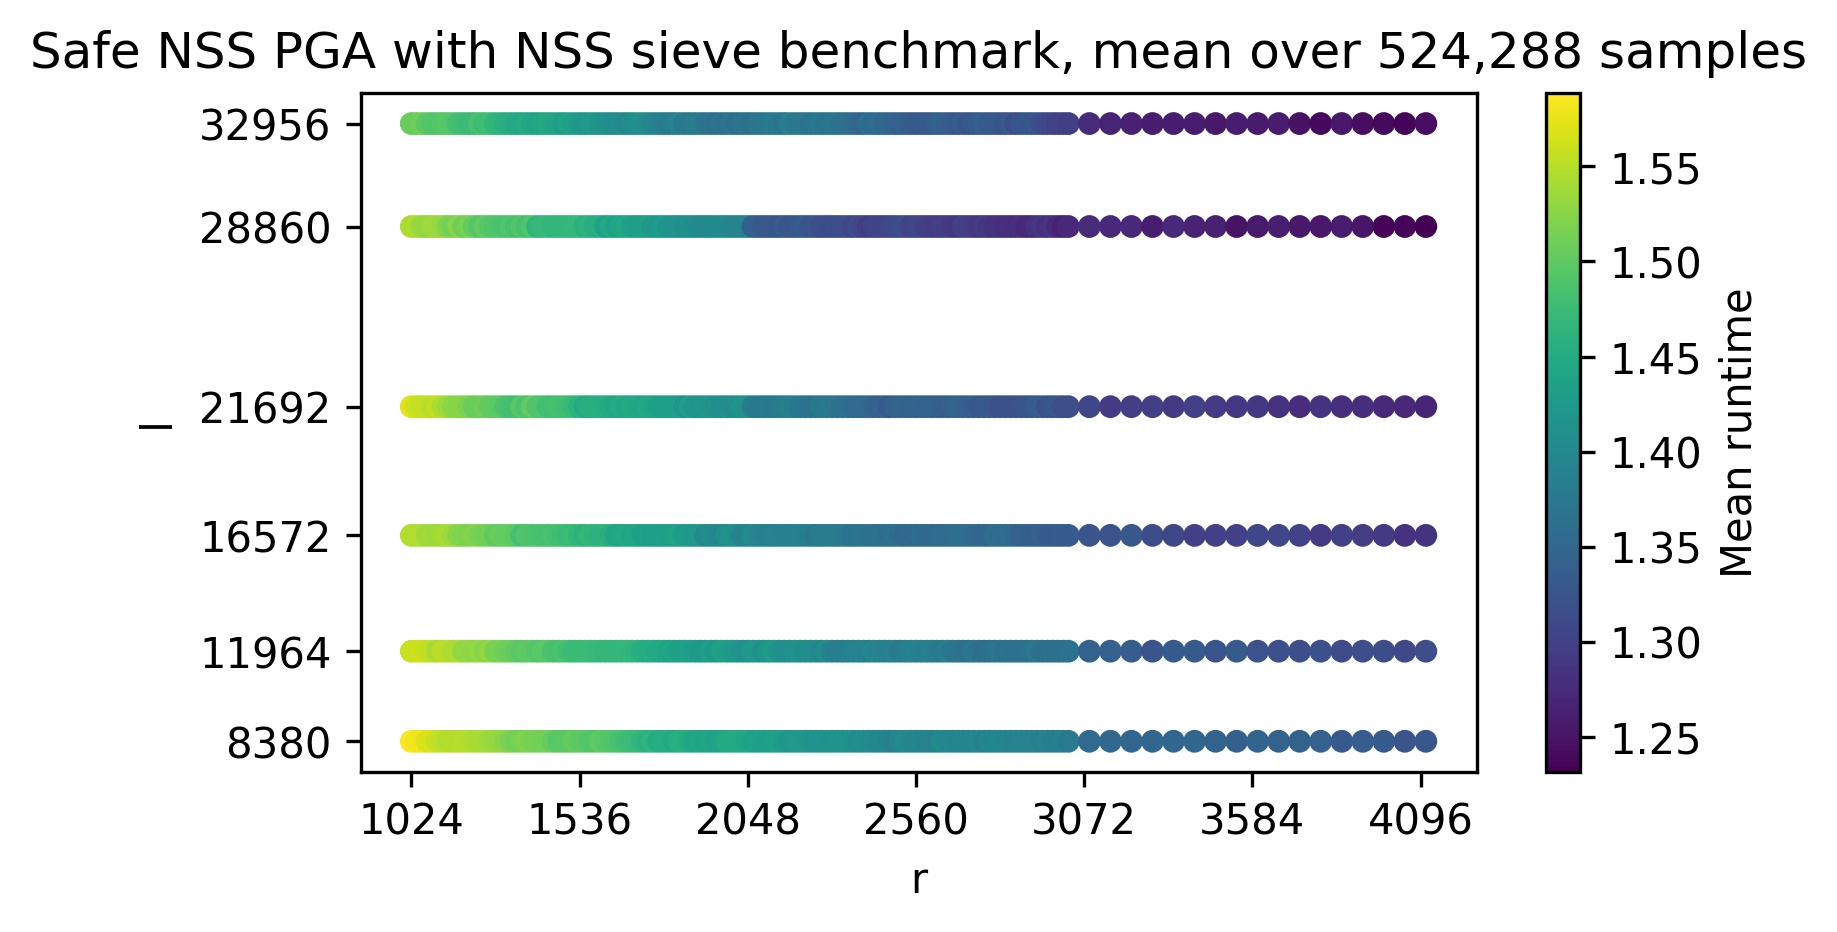 Safe NSS PGA with NSS sieve benchmark, mean over 524,288 samples
32956
28860
21692
16572
11964
8380
l
1024 1536 2048 2560 3072 3584 4096
r
1.55
1.50
1.45
1.40
1.35
1.30
1.25
Mean runtime